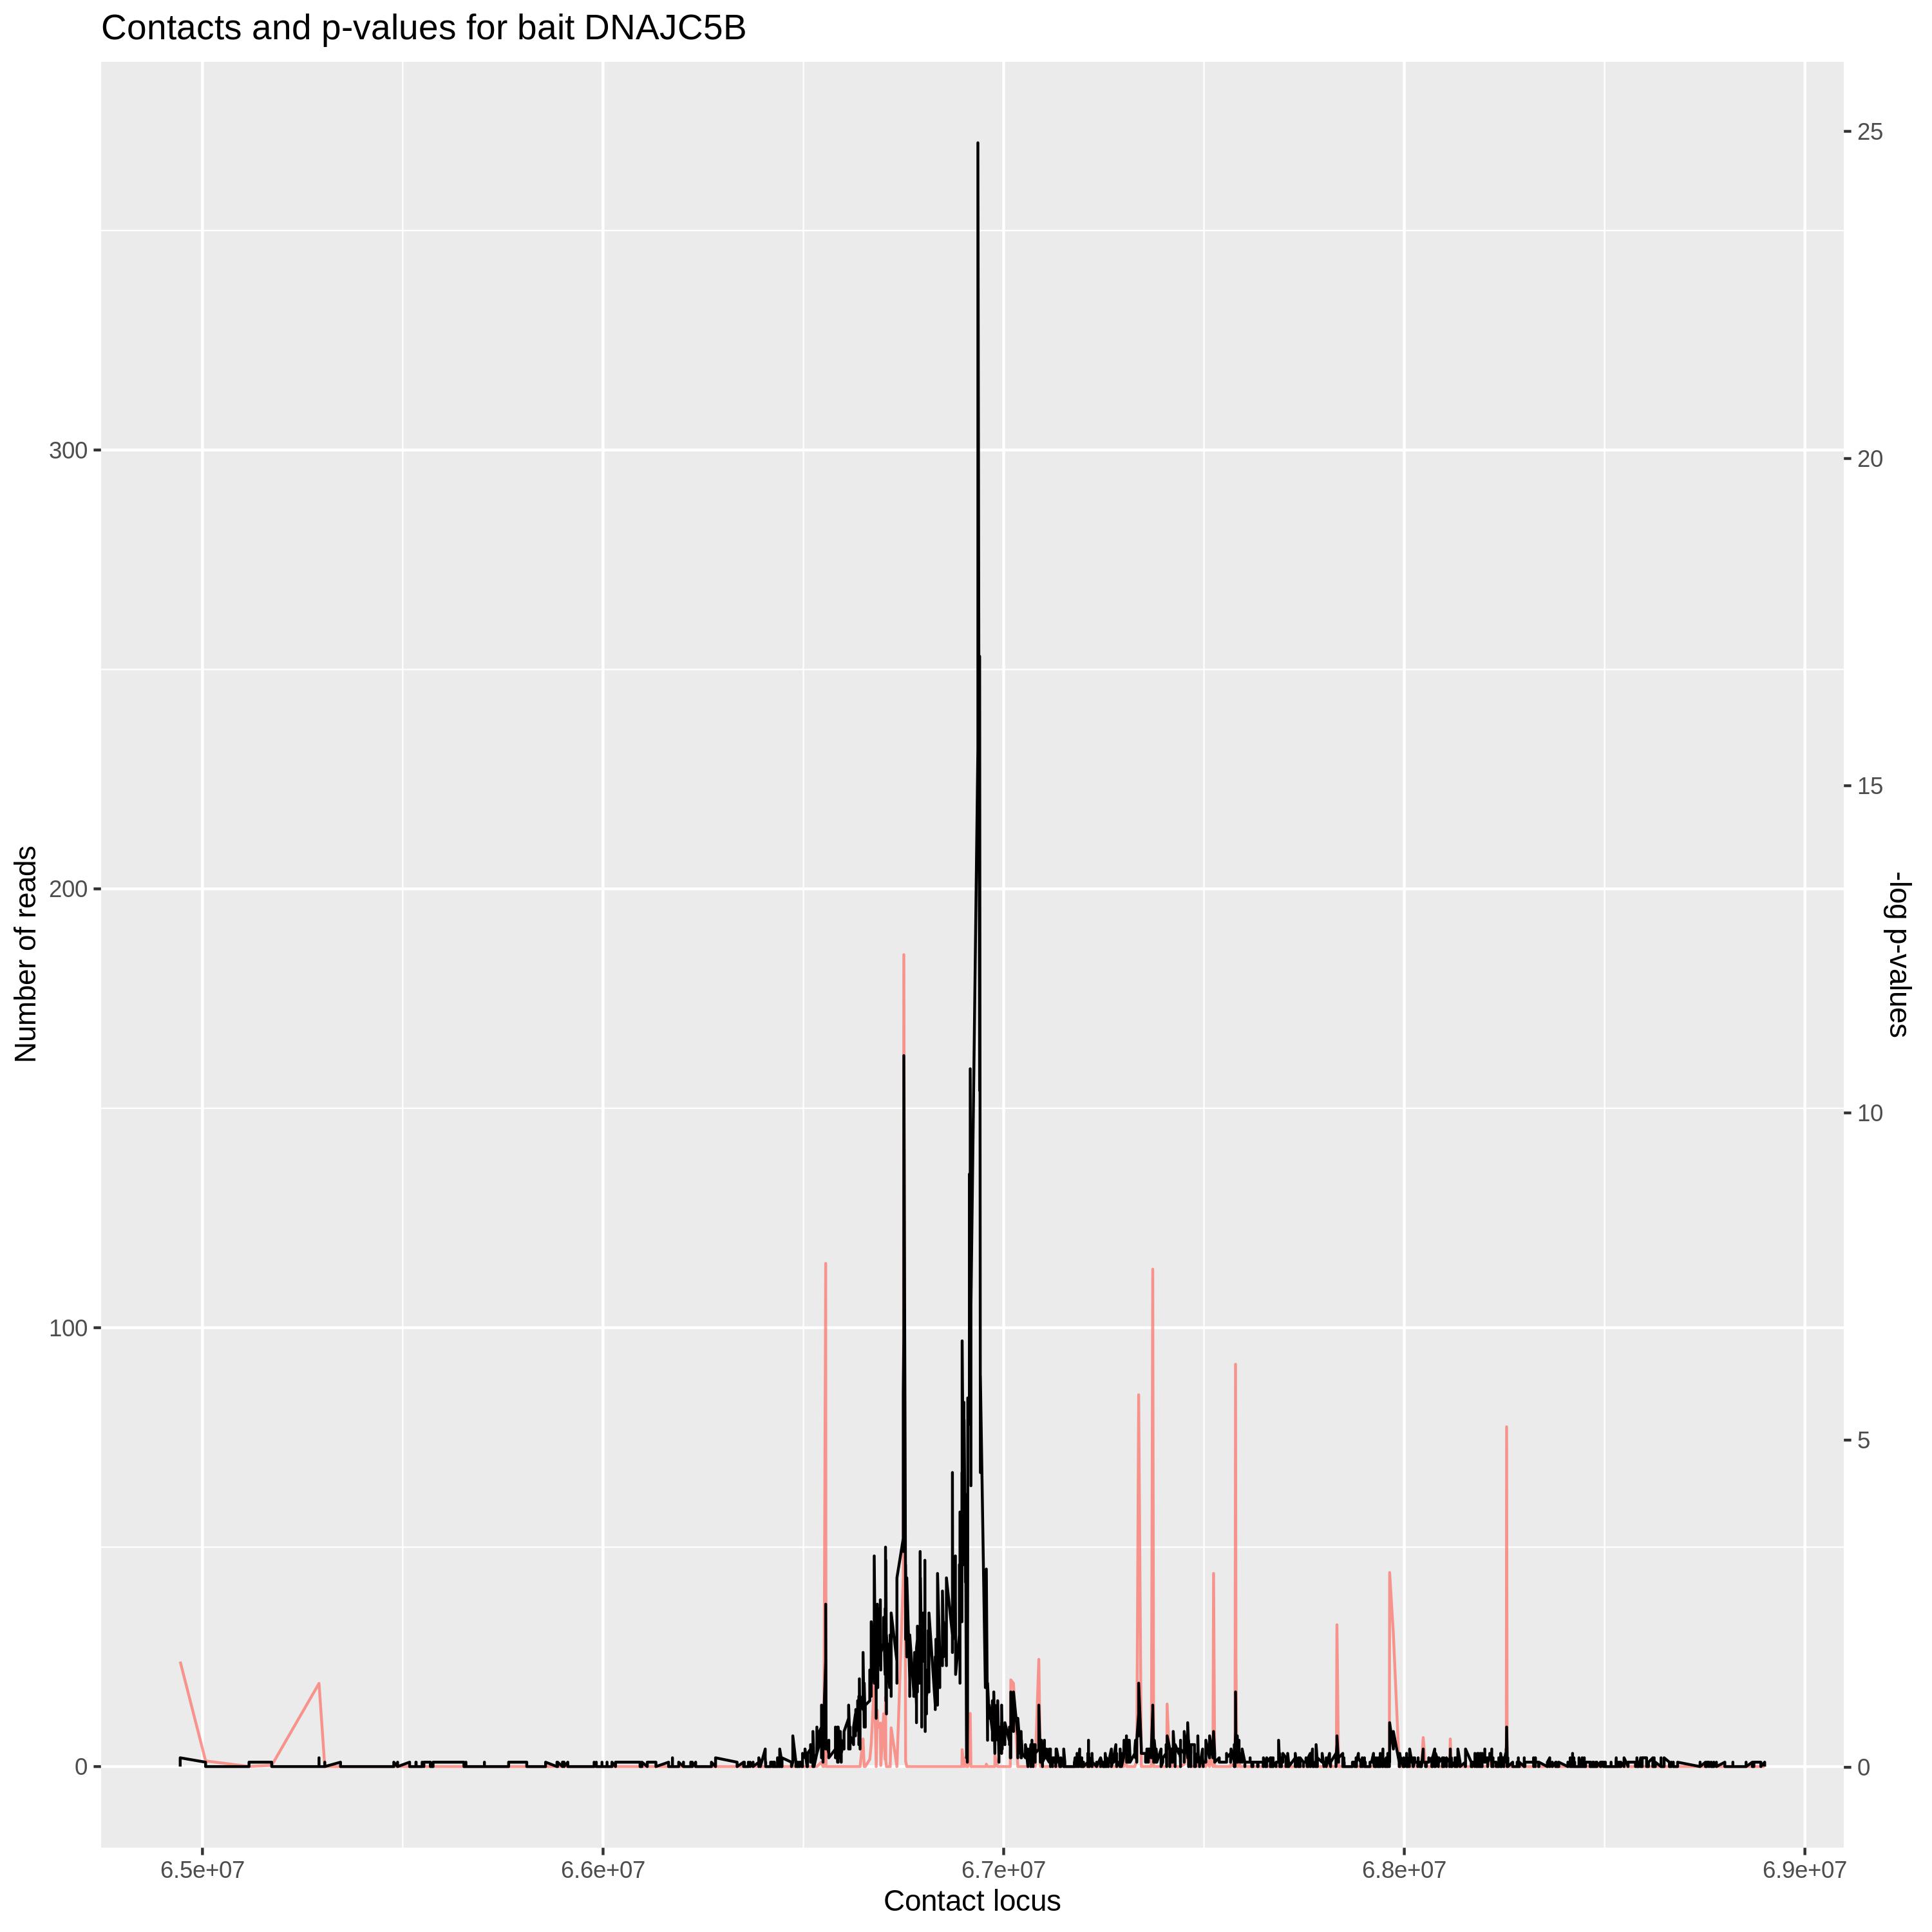 Contacts and p-values for bait DNAJC5B
300
200
100
0
25
20
15
10
5
0
Number of reads
-log p-values
6.5e+07 6.6e+07 6.7e+07 6.8e+07 6.9e+07
Contact locus